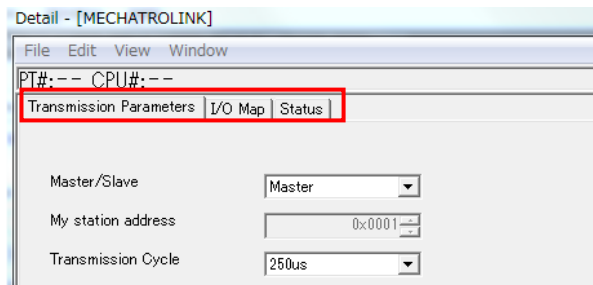 Detail - [MECHATROLINK]
File Edit View Window
PT#:-- CPU#:--
Transmission Parameters I/O Map Status
Master/Slave Master
My station address 0x0001
Transmission Cycle 250us